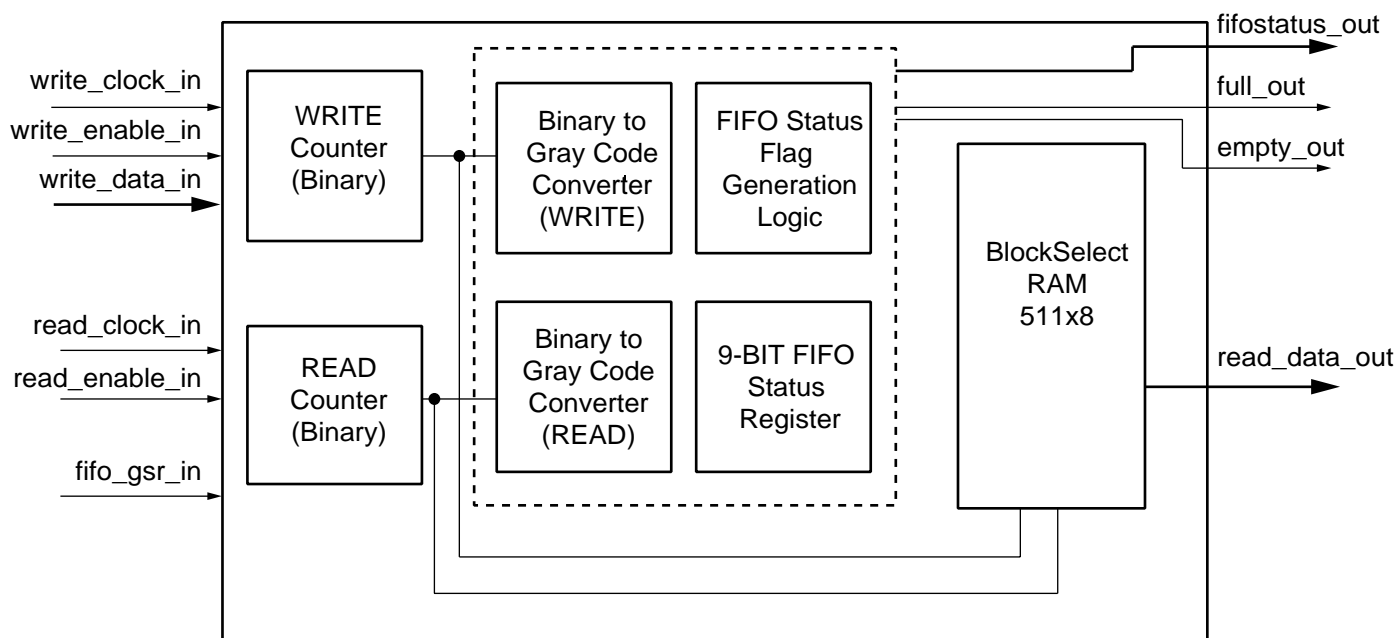 write_clock_in
write_enable_in
write_data_in
read_clock_in
read_enable_in
fifo_gsr_in
WRITE
Counter
(Binary)
READ
Counter
(Binary)
Binary to
Gray Code
Converter
(WRITE)
Binary to
Gray Code
Converter
(READ)
FIFO Status
Flag
Generation
Logic
9-BIT FIFO
Status
Register
BlockSelect
RAM
511x8
fifostatus_out
full_out
empty_out
read_data_out